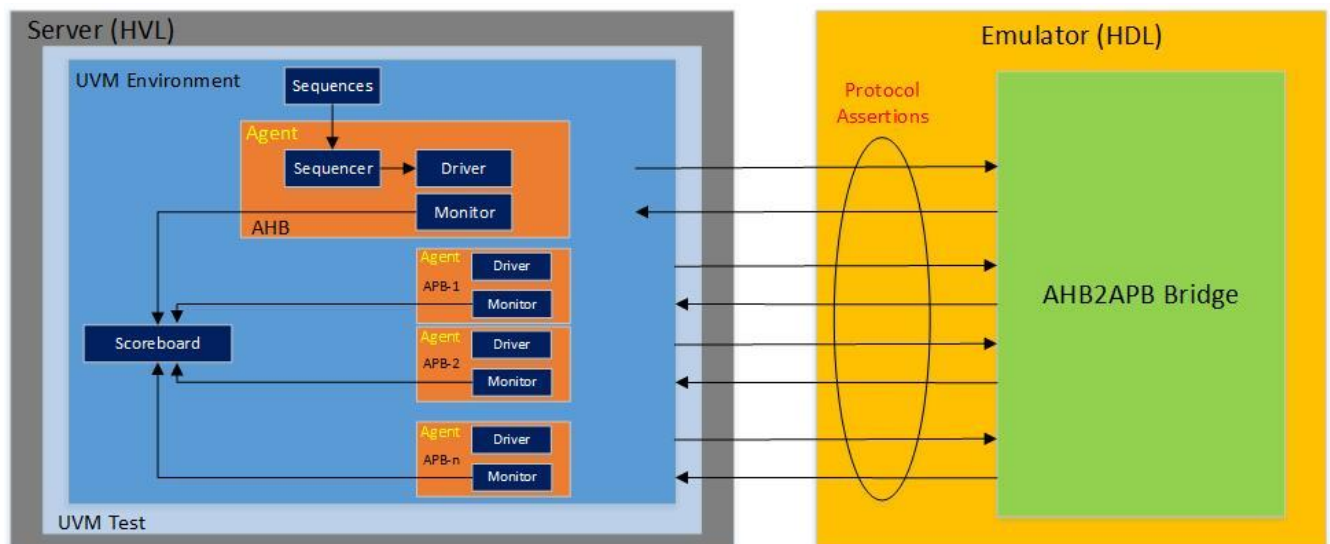 Server (HVL)
UVM Environment
Sequences
Agent
Sequencer
Driver
Monitor
AHB
Agent
Driver
APB-1
Monitor
Agent
Driver
APB-2
Monitor
Scoreboard
Agent
Driver
APB-n
Monitor
UVM Test
Emulator (HDL)
Protocol
Assertions
AHB2APB Bridge